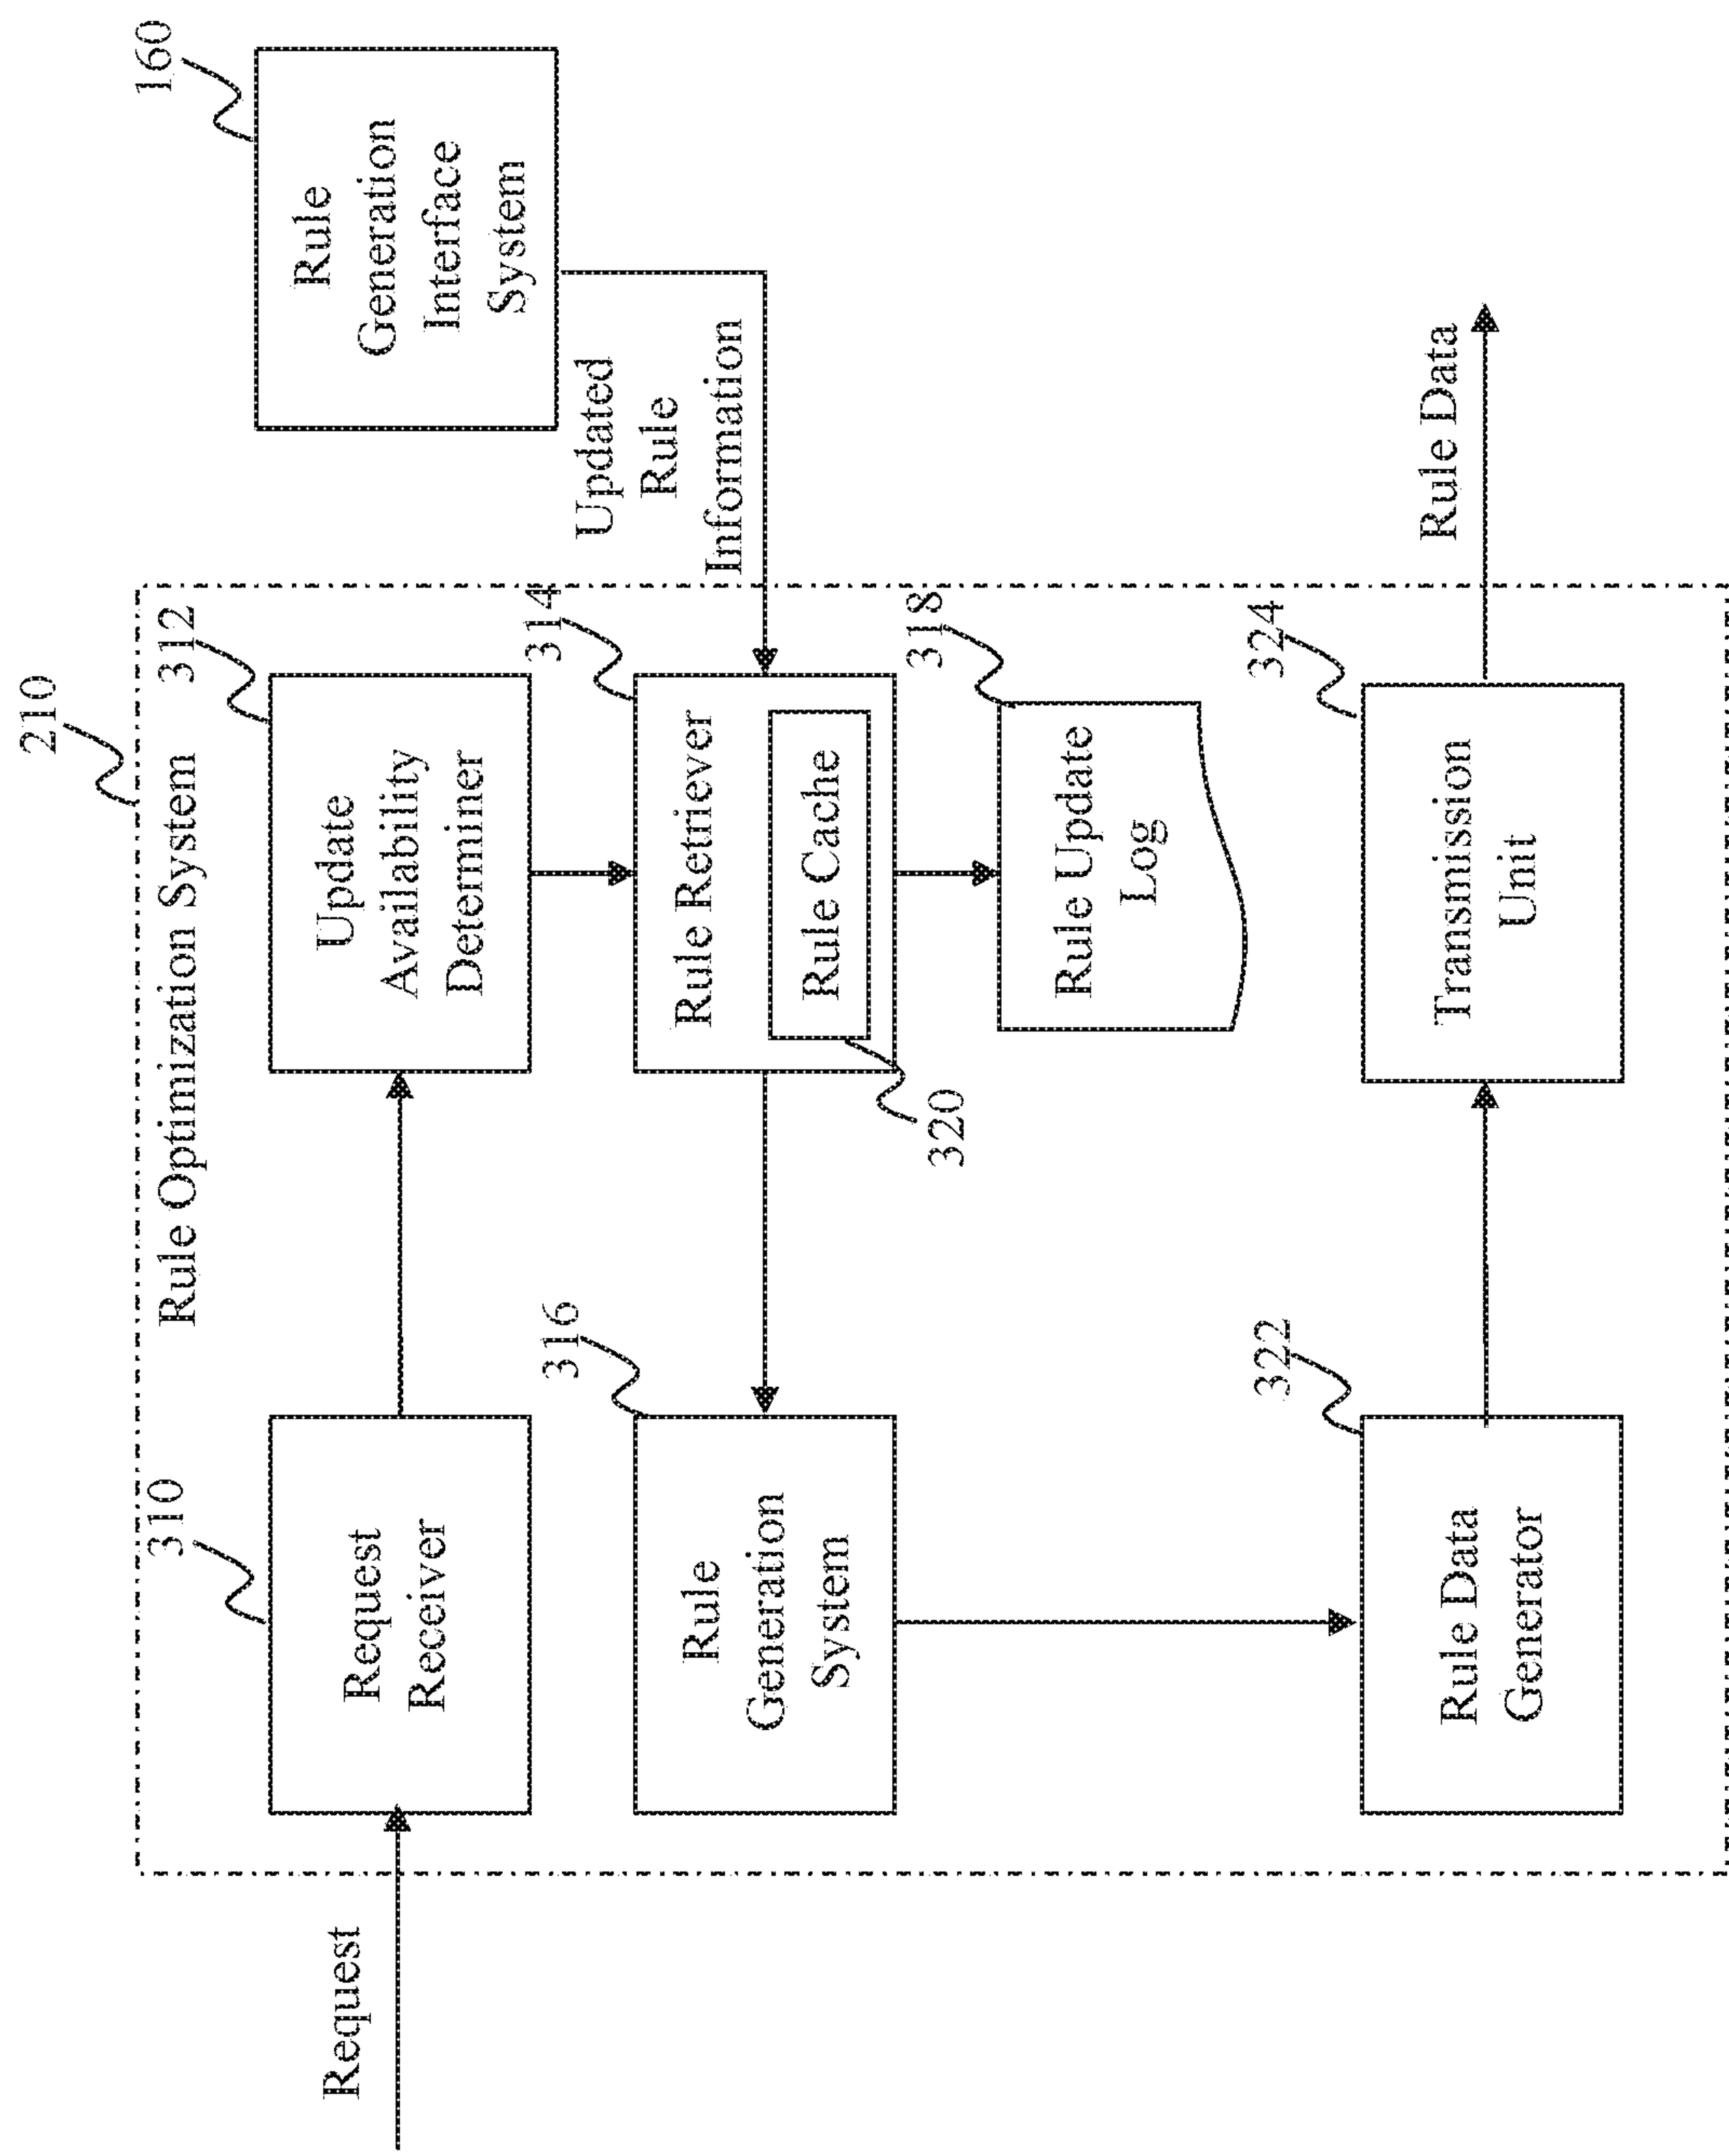 210
Rule Optimization System
160
310
312
Request
Request
Receiver
Update
Availability
Determiner
Rule
Generation
Interface
System
316
314
Updated
Rule
Information
Rule
Generation
System
Rule Retriever
Rule Cache
320
318
Rule Update
Log
322
324
Rule Data
Generator
Transmission
Unit
Rule Data